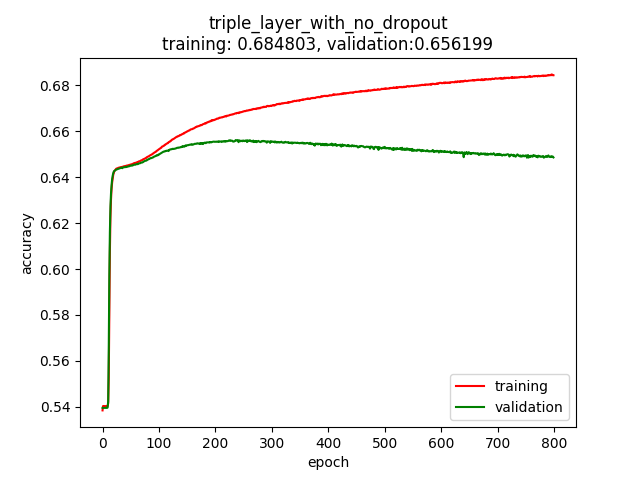 triple_layer_with_no_dropout
training: 0.684803, validation:0.656199
0.68
0.66
0.64
0.62
0.60
0.58
0.56
0.54
accuracy
training
validation
0 100 200 300 400 500 600 700 800
epoch